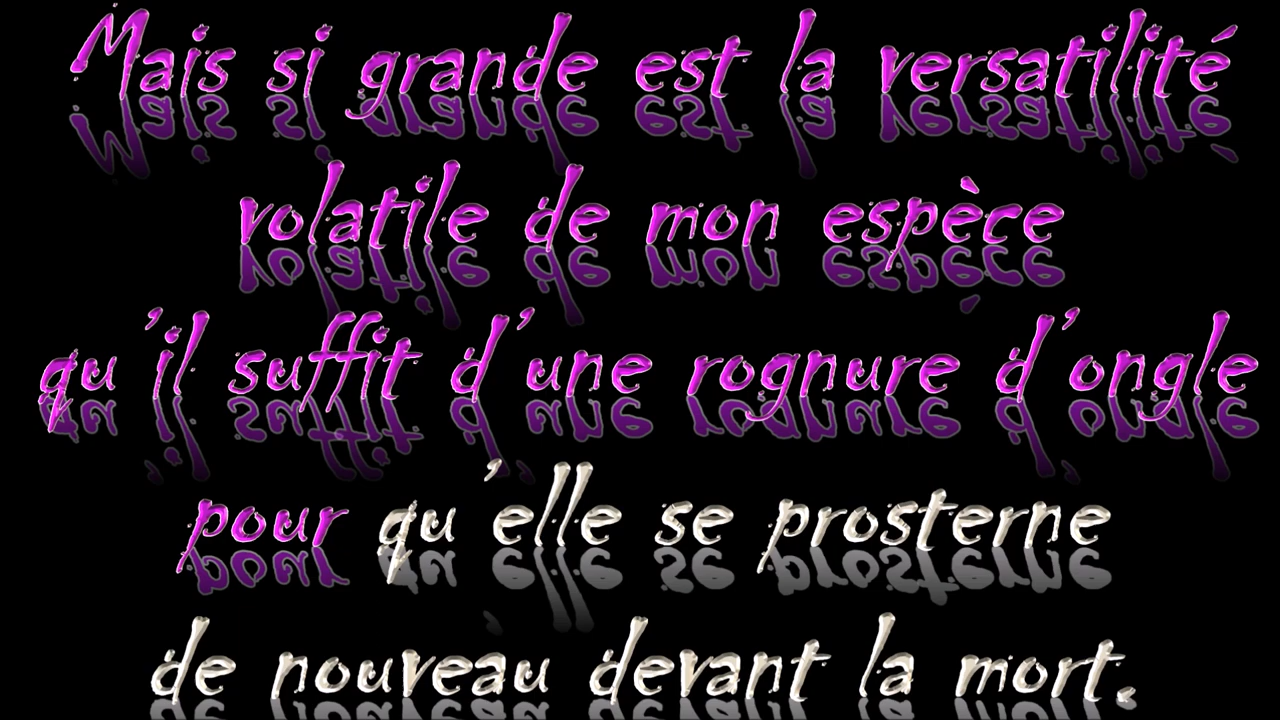 Mais si grande est la versatilité
volatile de mon espèce
qu'il suffit d'une rognure d'ongle
pour qu'elle se prosterne
de nouveau devant la mort.